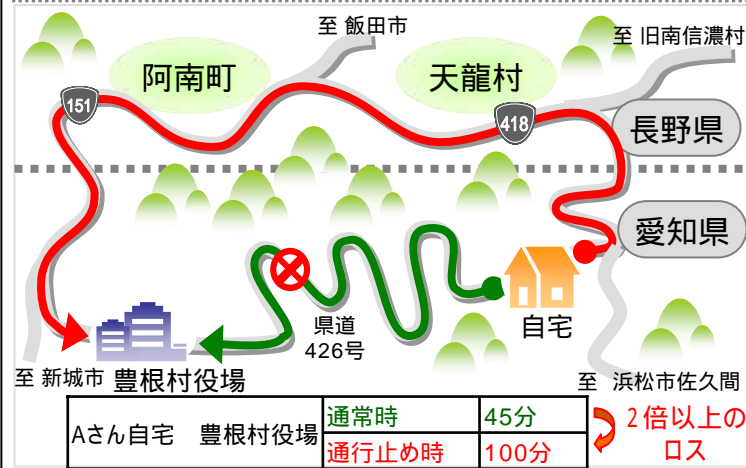 至 飯田市
至 旧南信濃村
阿南町
天龍村
151
418
長野県
愛知県
県道
426号
自宅
至 新城市
豊根村役場
至 浜松市佐久間
Aさん自宅 豊根村役場
通常時 45分
通行止め時 100分
2倍以上の
ロス